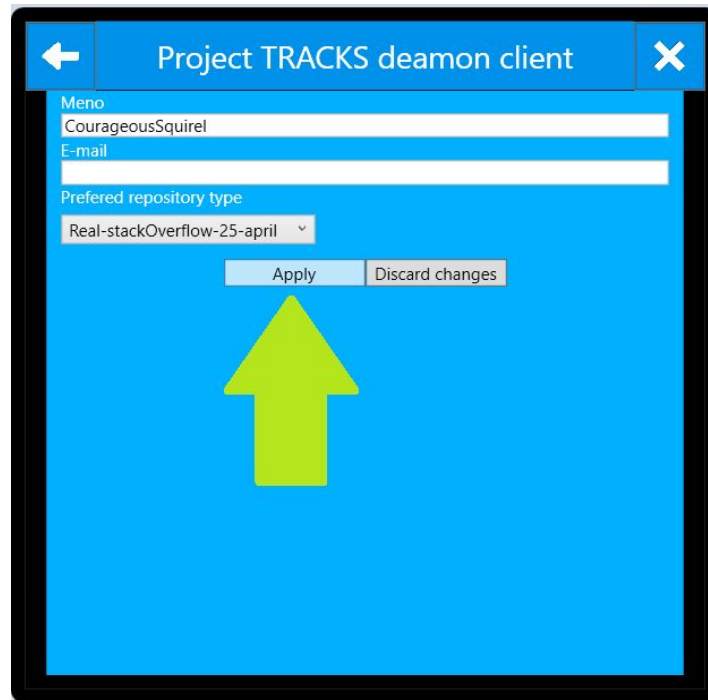 Project TRACKS deamon client
Meno
CourageousSquirel
E-mail
Prefered repository type
Real-stackOverflow-25-april
Apply Discard changes